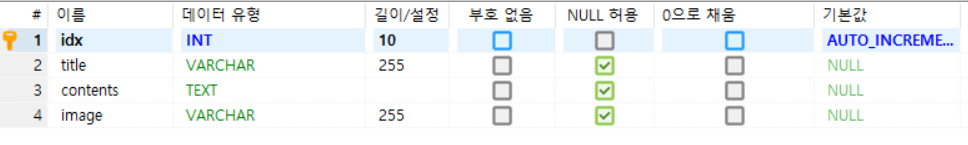 # 이름 데이터 유형 길이/설정 부호 없음 NULL 허용 0으로 채움 기본값
1 idx INT 10 AUTO_INCREME...
2 title VARCHAR 255 NULL
3 contents TEXT NULL
4 image VARCHAR 255 NULL